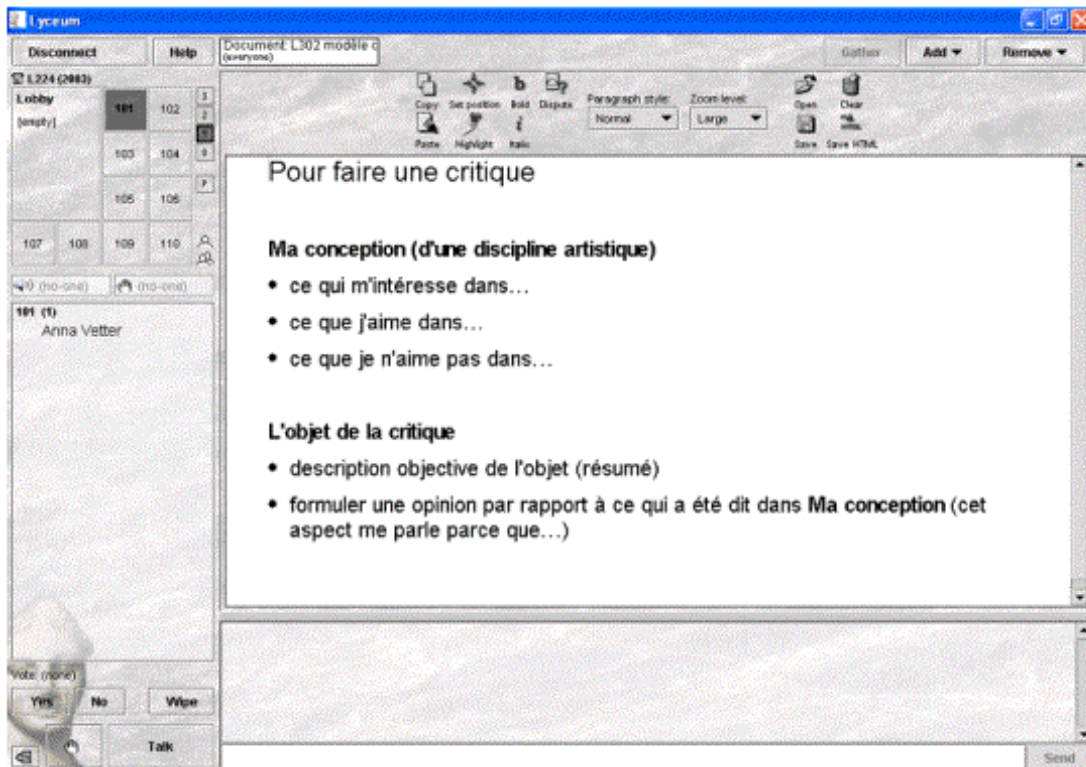 Lyceum
Disconnect
Help
Document: L302 modèle c
(everyone)
Gather
Add
Remove
L224 (2003)
Lobby
[empty]
101
102
103
104
105
106
107
108
109
110
1
2
P
Copy
Set position
Bold
Dispute
Paste
Highlight
Italic
Paragraph style:
Normal
Zoom level:
Large
Open
Clear
Save
Save HTML
(no-one)
(no-one)
101 (1)
Anna Vetter
Pour faire une critique
Ma conception (d'une discipline artistique)
• ce qui m'intéresse dans…
• ce que j'aime dans…
• ce que je n'aime pas dans…
L'objet de la critique
• description objective de l'objet (résumé)
• formuler une opinion par rapport à ce qui a été dit dans Ma conception (cet
aspect me parle parce que…)
Vote: (none)
Yes
No
Wipe
Talk
Send